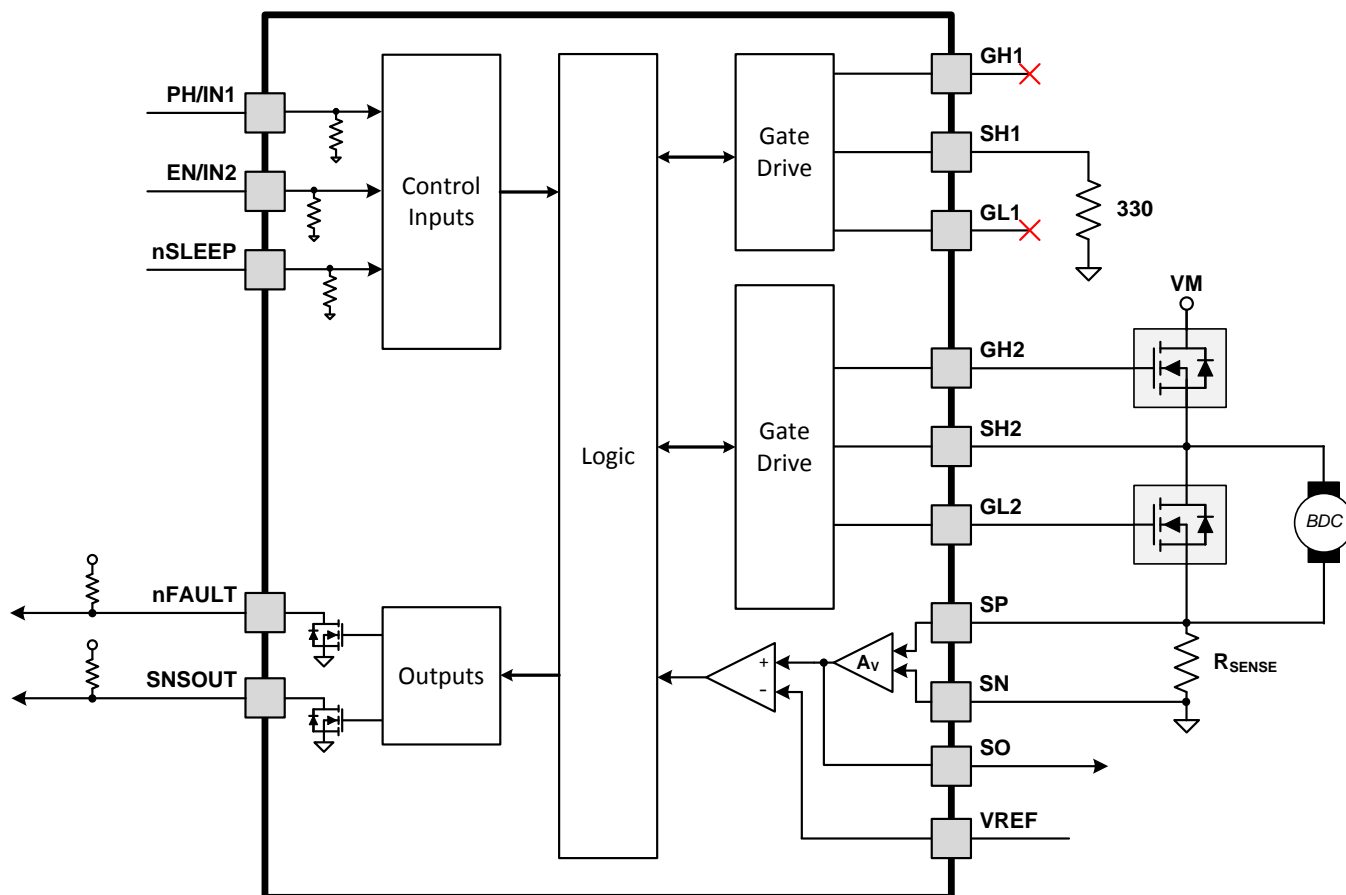 PH/IN1
EN/IN2
nSLEEP
Control
Inputs
Logic
Gate
Drive
GH1
SH1
GL1
330
VM
Gate
Drive
GH2
SH2
GL2
BDC
nFAULT
SNSOUT
Outputs
+
-
AV
SP
SN
RSENSE
SO
VREF